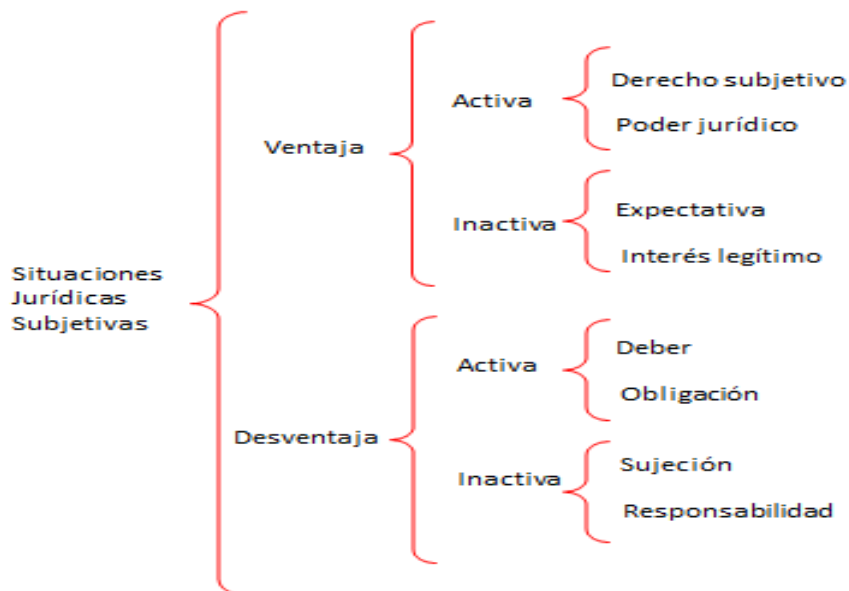 Situaciones
Jurídicas
Subjetivas
Ventaja
Activa
Derecho subjetivo
Poder jurídico
Inactiva
Expectativa
Interés legítimo
Desventaja
Activa
Deber
Obligación
Inactiva
Sujeción
Responsabilidad